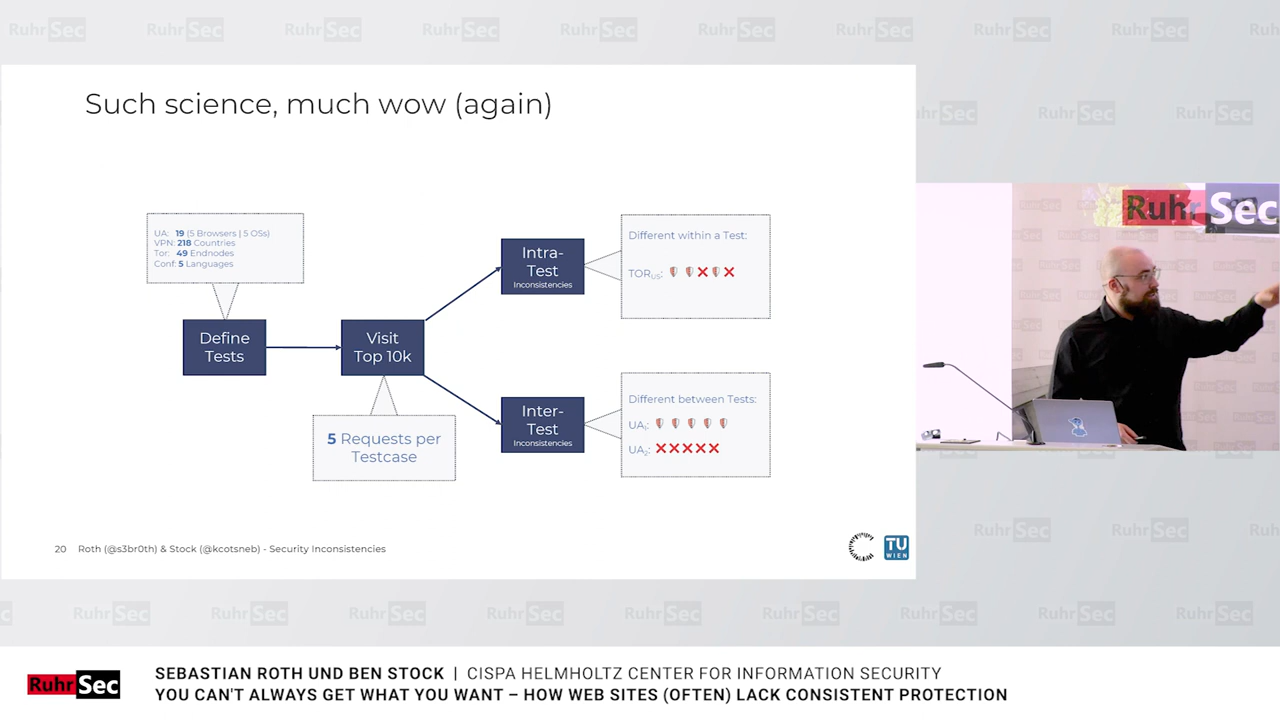 Such science, much wow (again)
UA: 19 (5 Browsers | 5 OSs)
VPN: 218 Countries
Tor: 49 Endnodes
Conf: 5 Languages
Define
Tests
Visit
Top 10k
5 Requests per
Testcase
Intra-
Test
Inconsistencies
Different within a Test:
TOR_US:
Inter-
Test
Inconsistencies
Different between Tests:
UA₁:
UA₂:
20 Roth (@s3br0th) & Stock (@kcotsneb) - Security Inconsistencies
TU
WIEN
RuhrSec
RuhrSec
SEBASTIAN ROTH UND BEN STOCK | CISPA HELMHOLTZ CENTER FOR INFORMATION SECURITY
YOU CAN'T ALWAYS GET WHAT YOU WANT – HOW WEB SITES (OFTEN) LACK CONSISTENT PROTECTION